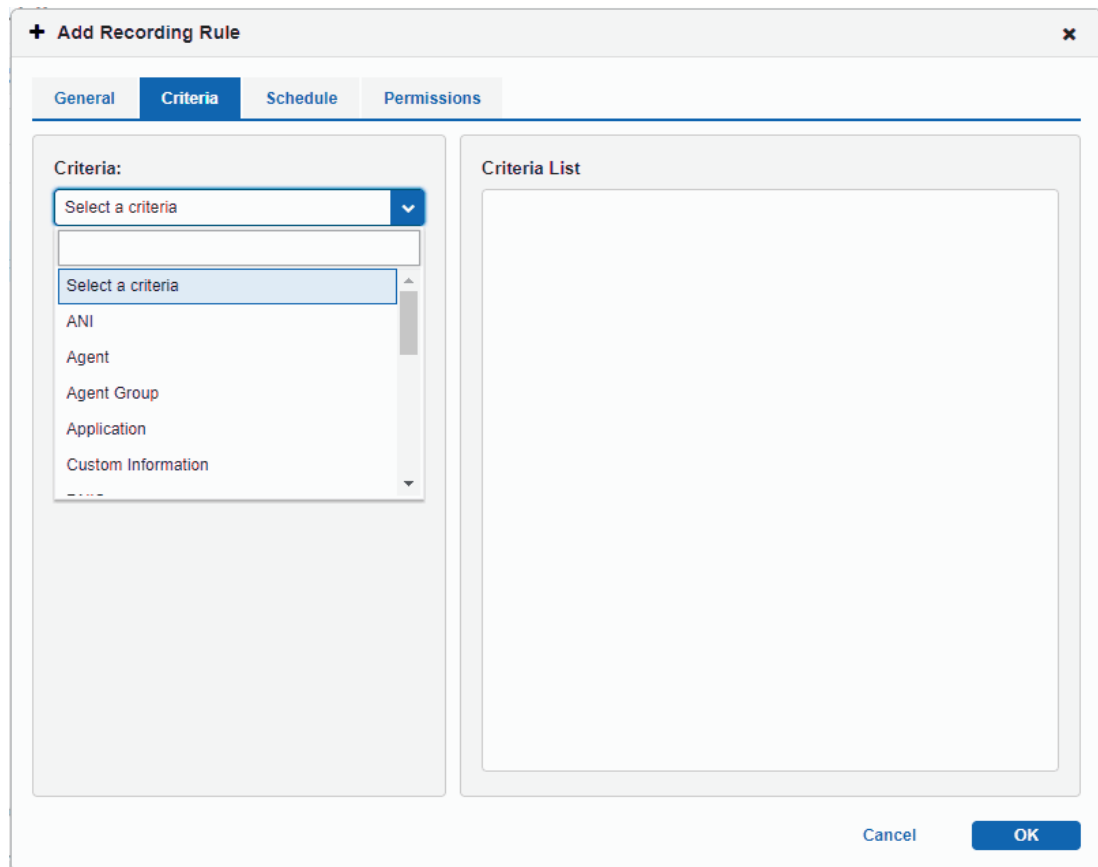 Add Recording Rule
General Criteria Schedule Permissions
Criteria:
Select a criteria
Select a criteria
ANI
Agent
Agent Group
Application
Custom Information
Criteria List
Cancel OK